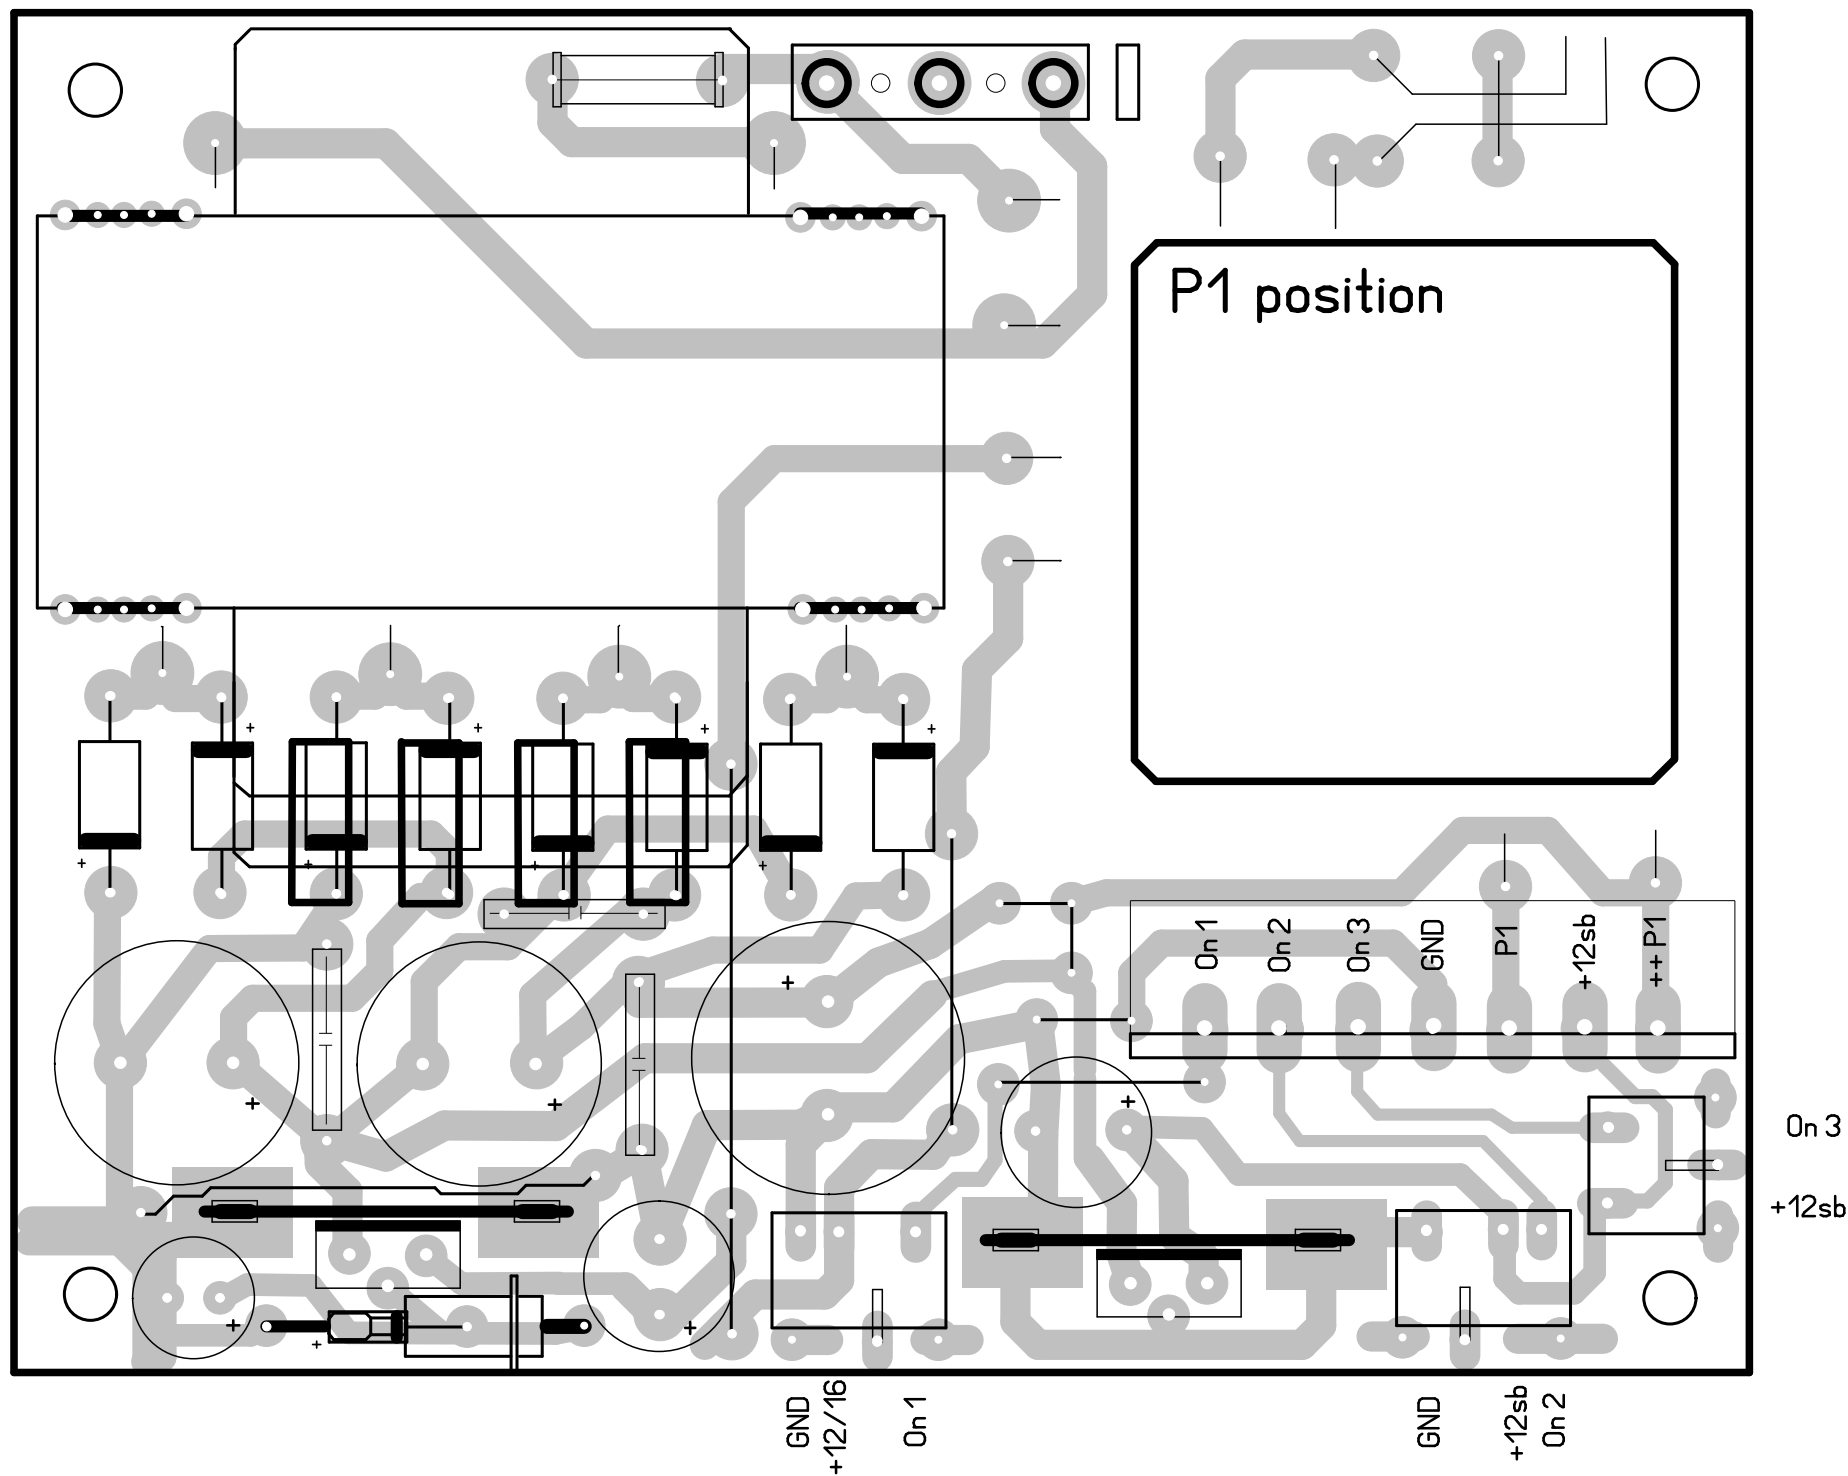 P1 position
On 1
On 2
On 3
GND
P1
+12sb
++ P1
On 3
+12sb
GND
+12/16
On 1
GND
+12sb
On 2